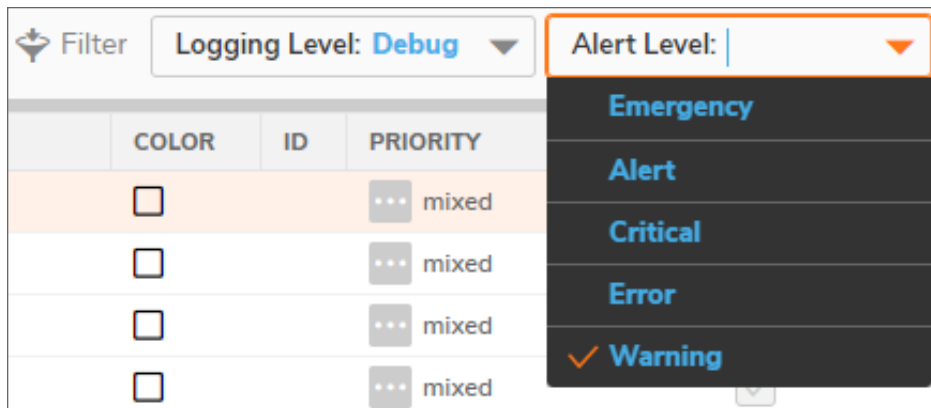 Filter Logging Level: Debug Alert Level:
Emergency
COLOR ID PRIORITY
Alert
mixed
Critical
mixed
Error
mixed
Warning
mixed